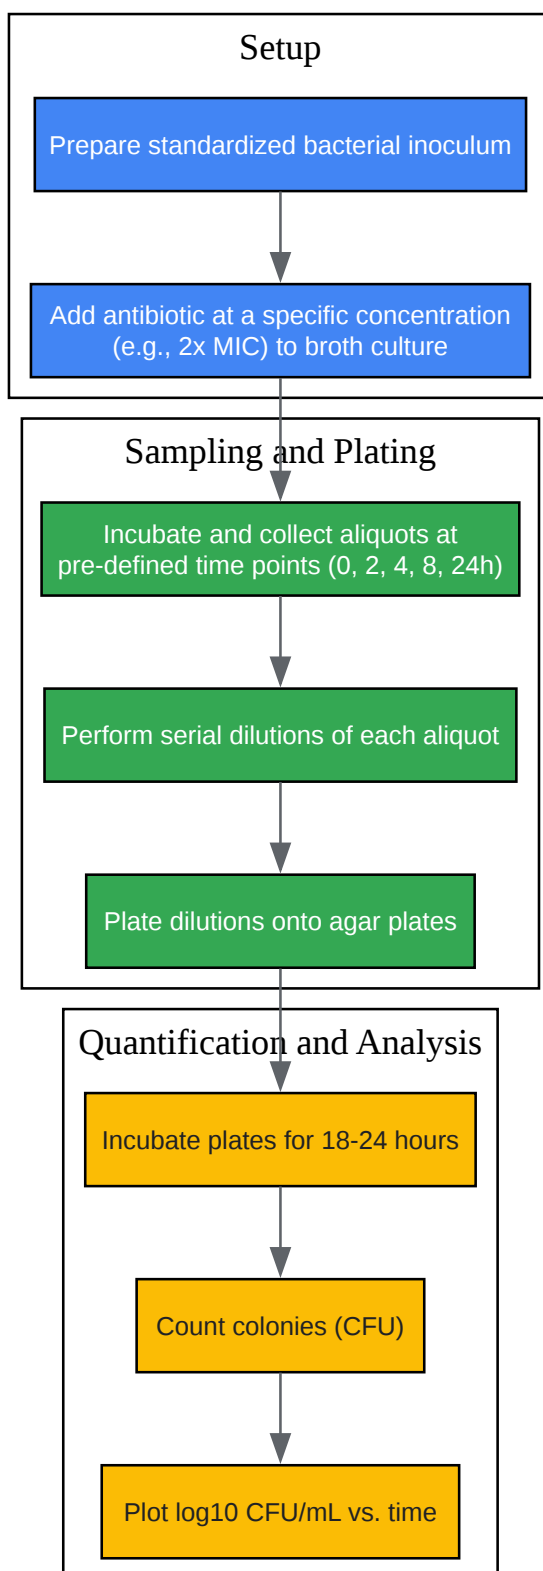 Setup
Prepare standardized bacterial inoculum
Add antibiotic at a specific concentration
(e.g., 2x MIC) to broth culture
Sampling and Plating
Incubate and collect aliquots at
pre-defined time points (0, 2, 4, 8, 24h)
Perform serial dilutions of each aliquot
Plate dilutions onto agar plates
Quantification and Analysis
Incubate plates for 18-24 hours
Count colonies (CFU)
Plot log10 CFU/mL vs. time